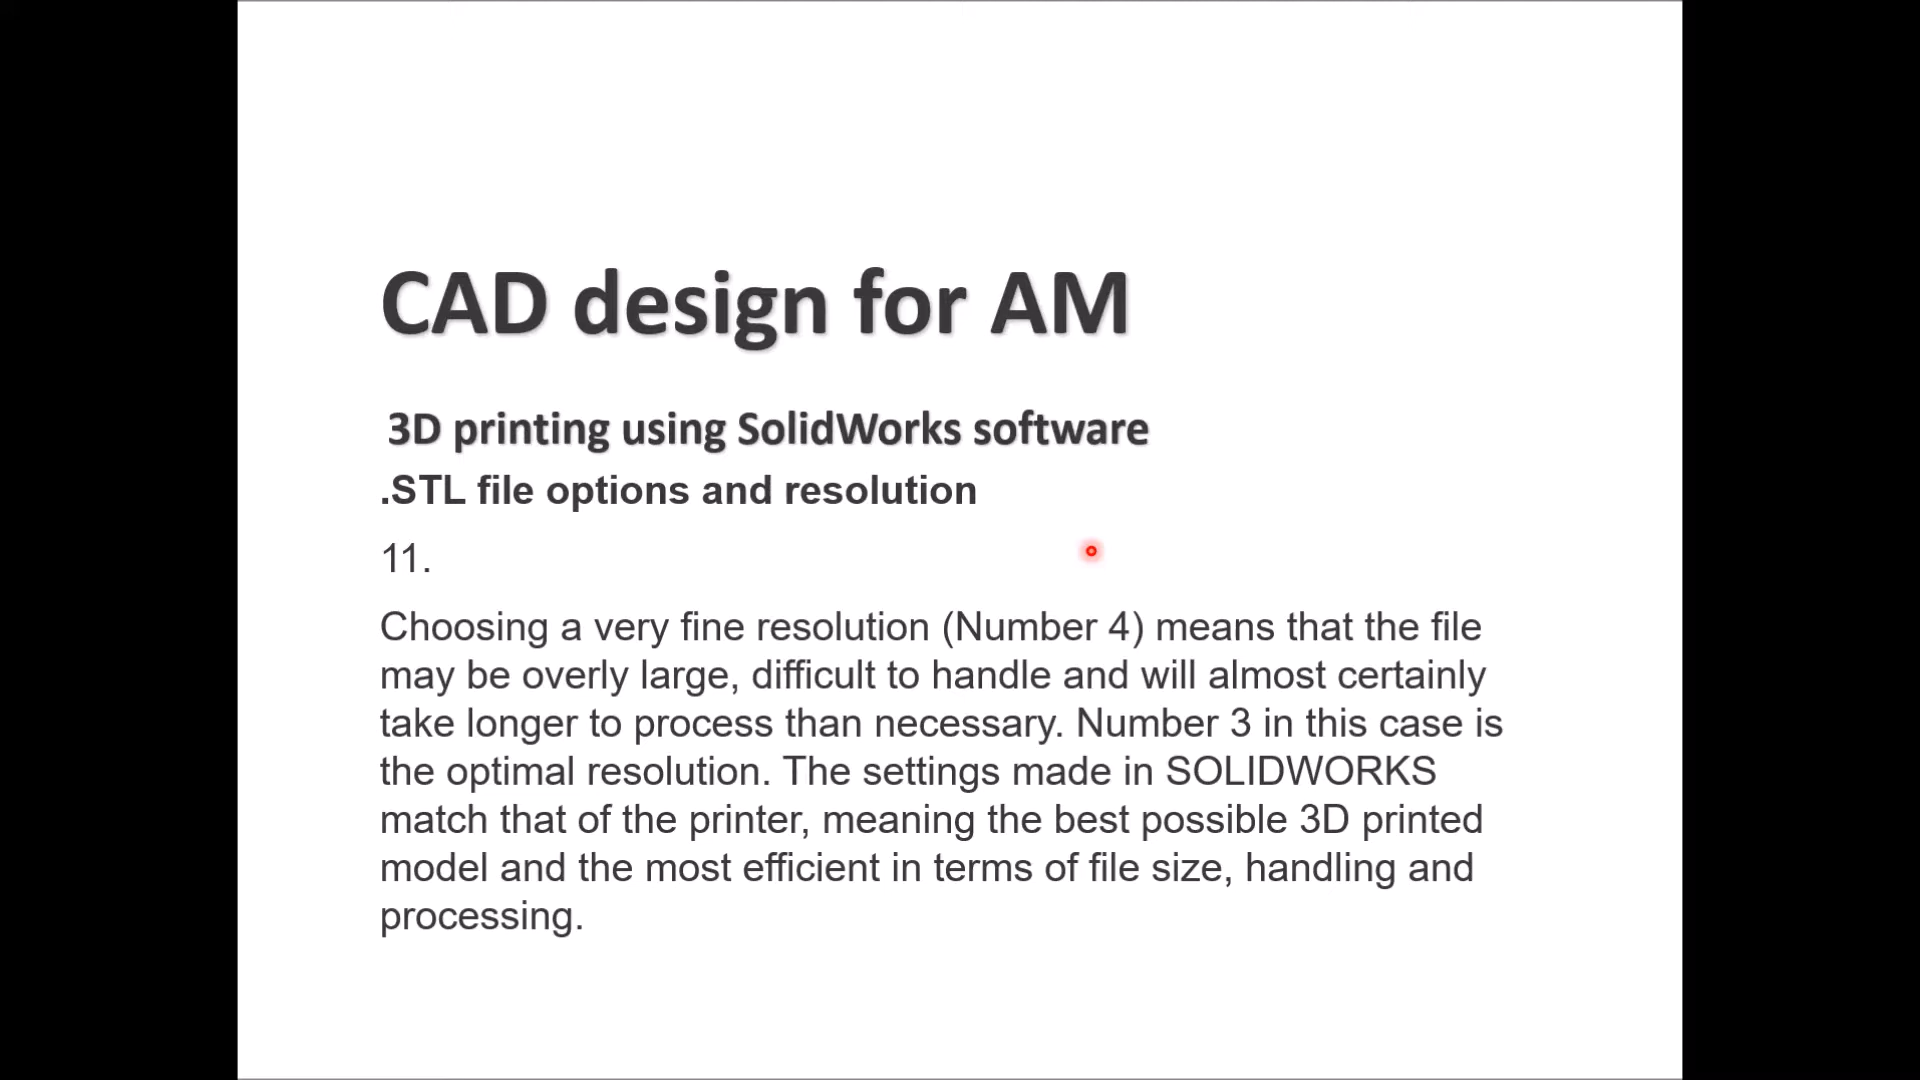 CAD design for AM
3D printing using SolidWorks software
.STL file options and resolution
11.
Choosing a very fine resolution (Number 4) means that the file
may be overly large, difficult to handle and will almost certainly
take longer to process than necessary. Number 3 in this case is
the optimal resolution. The settings made in SOLIDWORKS
match that of the printer, meaning the best possible 3D printed
model and the most efficient in terms of file size, handling and
processing.